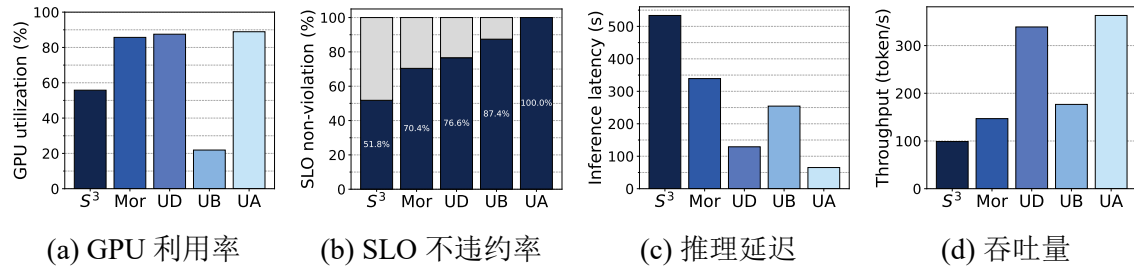 GPU utilization (%)
100
80
60
40
20
0
S³ Mor UD UB UA
(a) GPU 利用率
SLO non-violation (%)
100
80
60
40
20
0
51.8%
70.4%
76.6%
87.4%
100.0%
S³ Mor UD UB UA
(b) SLO 不违约率
Inference latency (s)
500
400
300
200
100
0
S³ Mor UD UB UA
(c) 推理延迟
Throughput (token/s)
300
200
100
0
S³ Mor UD UB UA
(d) 吞吐量